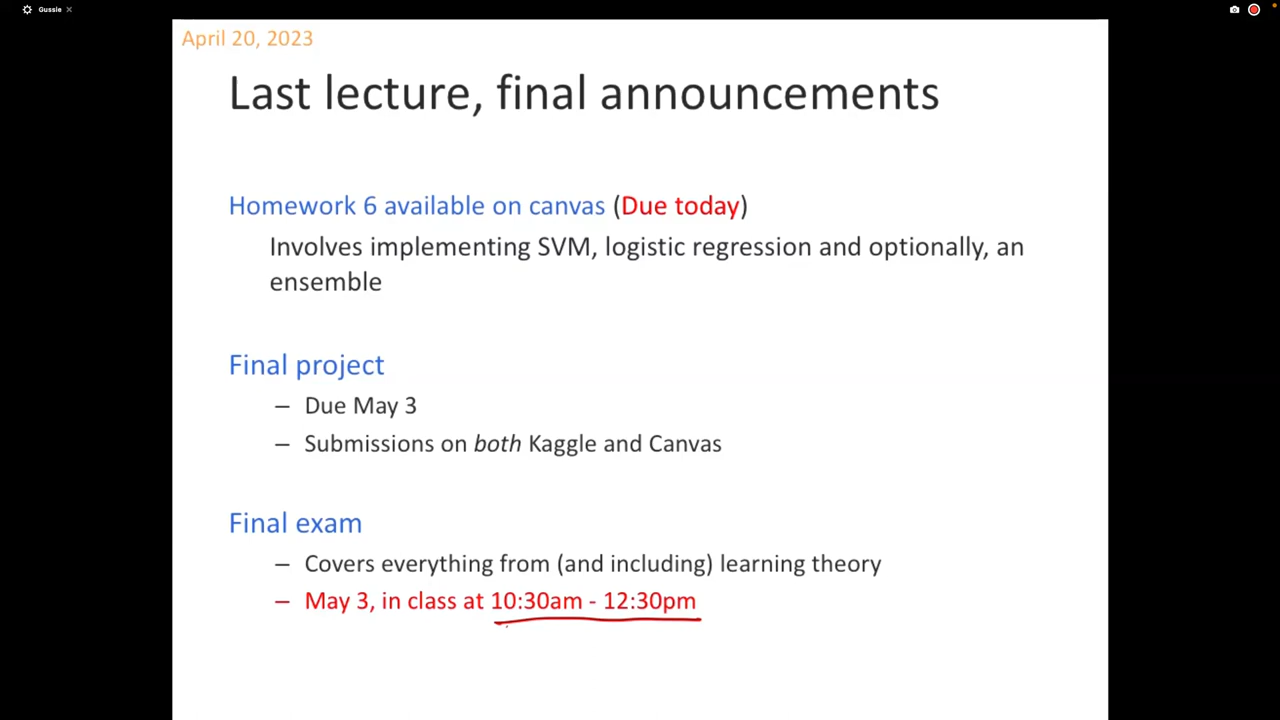 Gussie
April 20, 2023
Last lecture, final announcements
Homework 6 available on canvas (Due today)
Involves implementing SVM, logistic regression and optionally, an
ensemble
Final project
– Due May 3
– Submissions on both Kaggle and Canvas
Final exam
– Covers everything from (and including) learning theory
– May 3, in class at 10:30am - 12:30pm